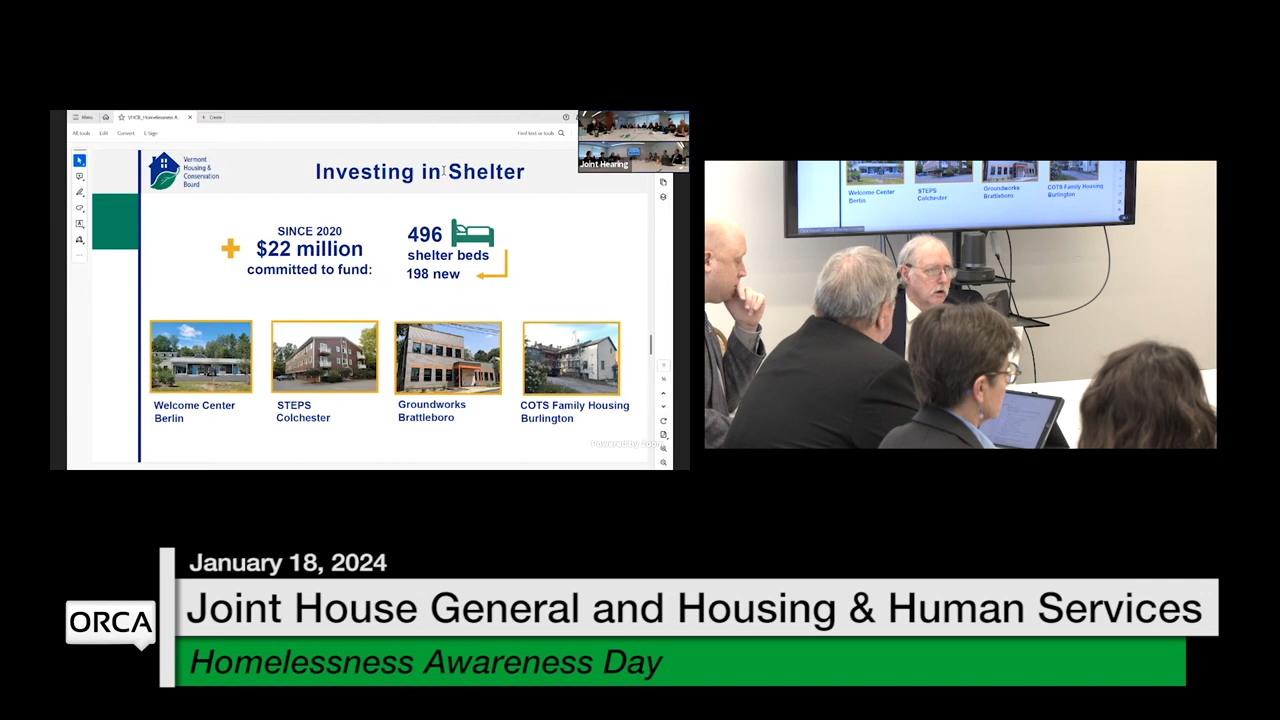 Menu
VHCB_Homelessness A...
Create
All tools
Edit
Convert
E-Sign
Find text or tools
Joint Hearing
Vermont
Housing &
Conservation
Board
Investing in Shelter
SINCE 2020
$22 million
committed to fund:
496
shelter beds
198 new
Welcome Center
Berlin
STEPS
Colchester
Groundworks
Brattleboro
COTS Family Housing
Burlington
Powered by Zoom
Welcome Center
Berlin
STEPS
Colchester
Groundworks
Brattleboro
COTS Family Housing
Burlington
January 18, 2024
ORCA
Joint House General and Housing & Human Services
Homelessness Awareness Day